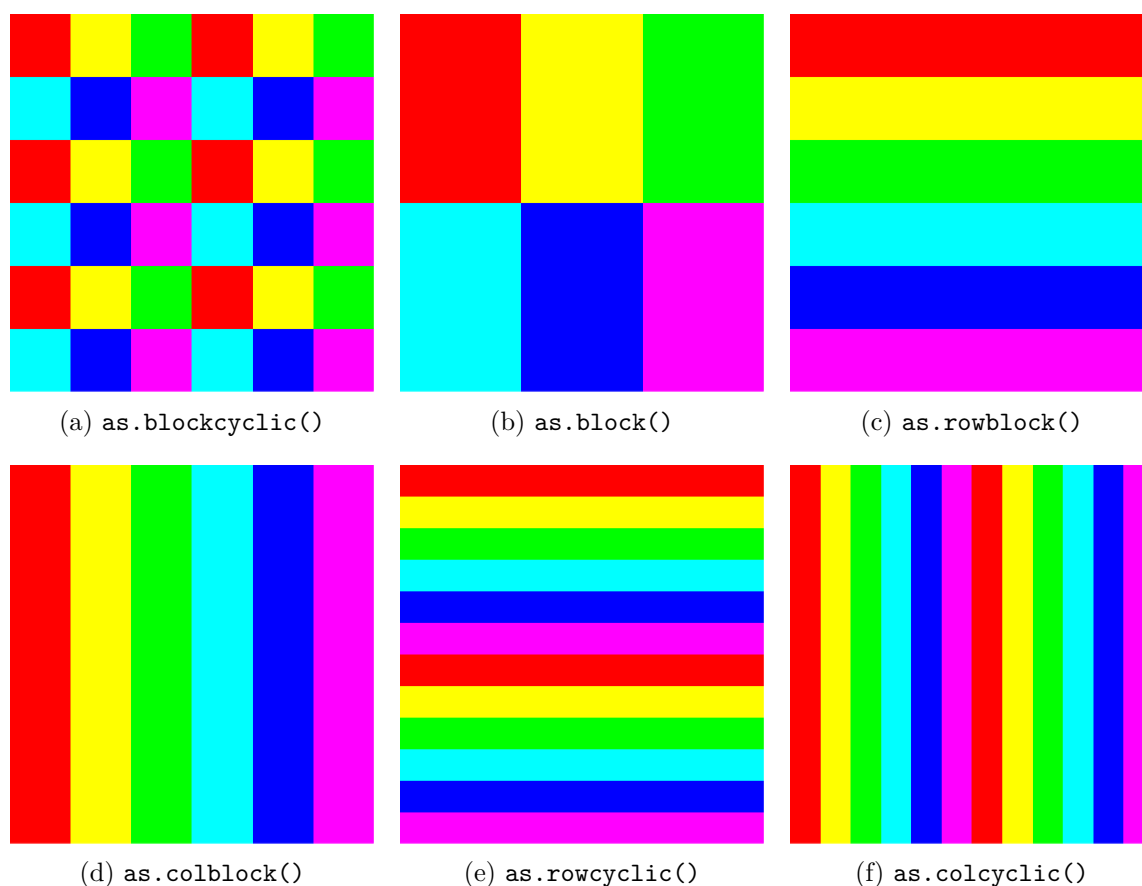 (a) as.blockcyclic()
(b) as.block()
(c) as.rowblock()
(d) as.colblock()
(e) as.rowcyclic()
(f) as.colcyclic()